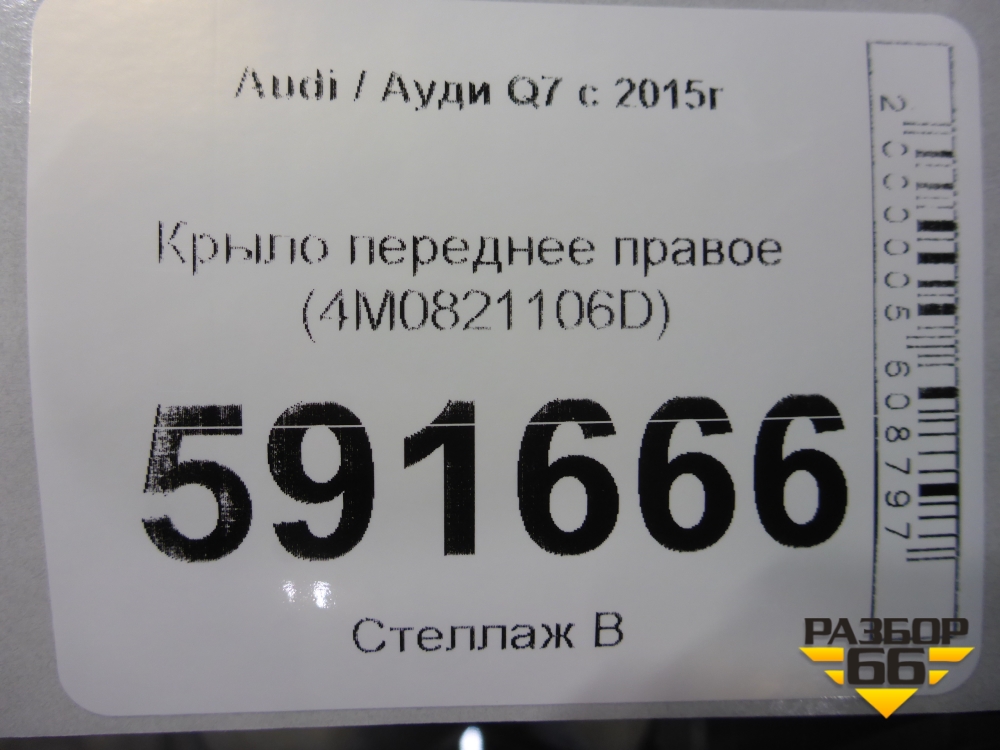 Audi / Ауди Q7 с 2015г
Крыло переднее правое
(4M0821106D)
591666
Стеллаж В
2000005608797
РАЗБОР
66